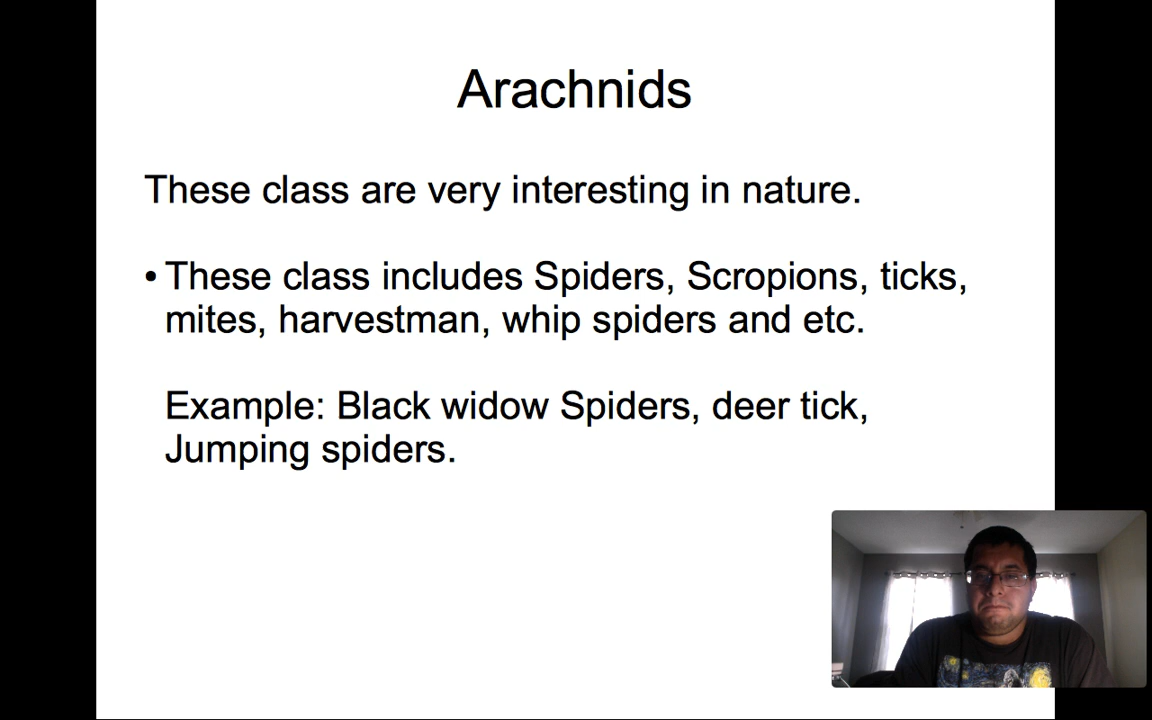 Arachnids
These class are very interesting in nature.
• These class includes Spiders, Scropions, ticks,
mites, harvestman, whip spiders and etc.
Example: Black widow Spiders, deer tick,
Jumping spiders.